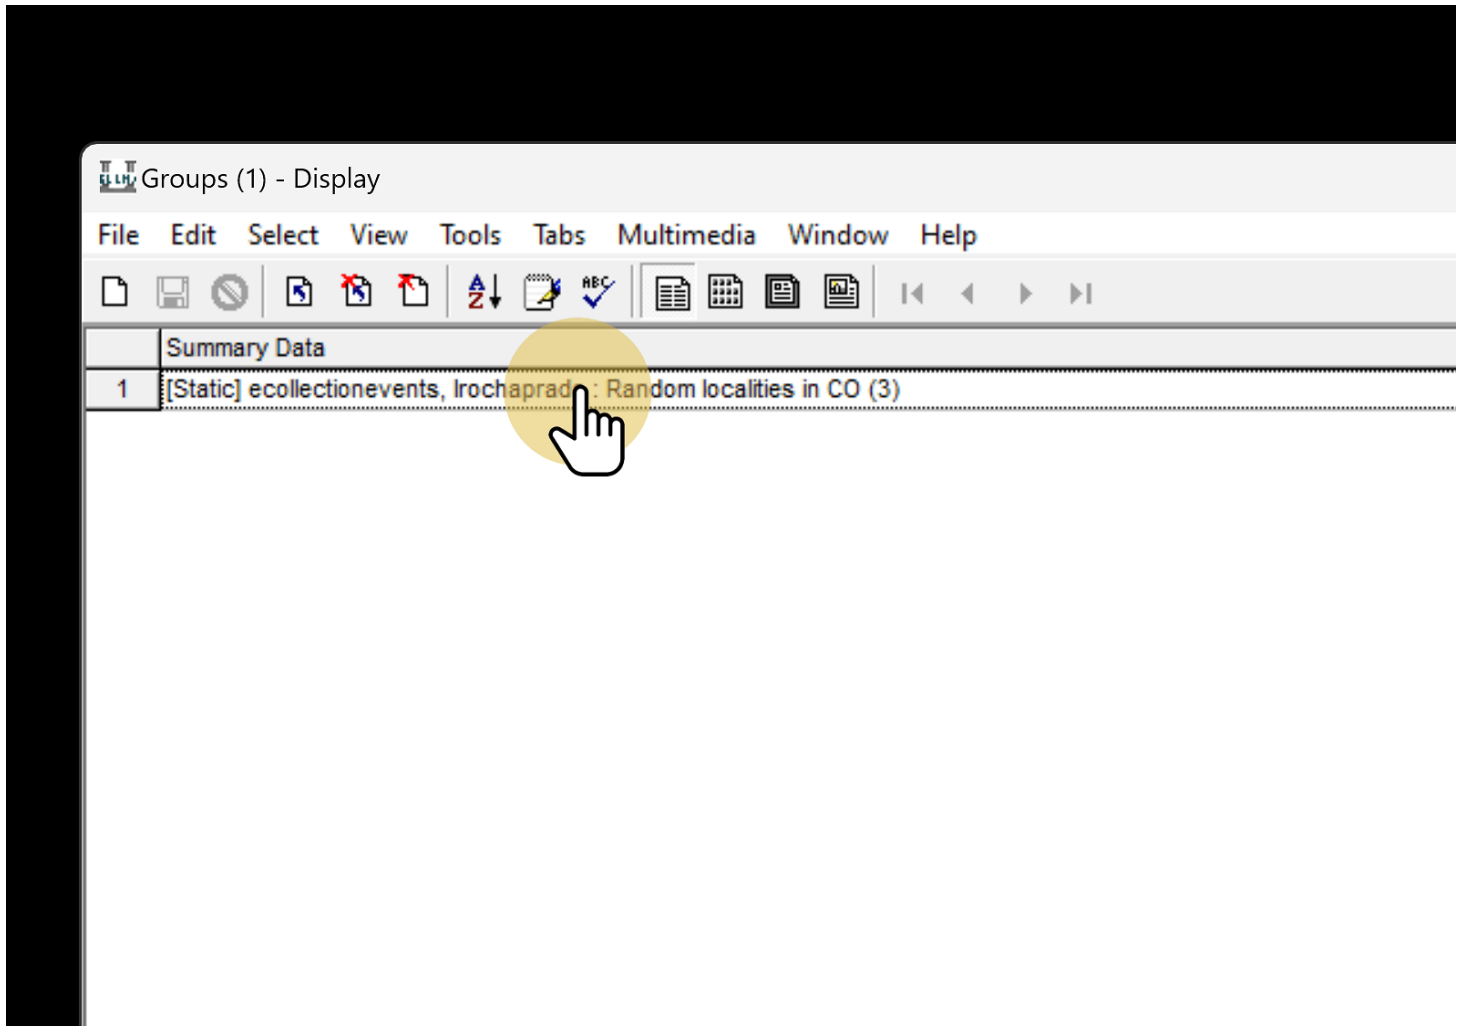 Groups (1) - Display
File Edit Select View Tools Tabs Multimedia Window Help
A
Z
ABC
Summary Data
1 [Static] ecollectionevents, : Random localities in CO (3)